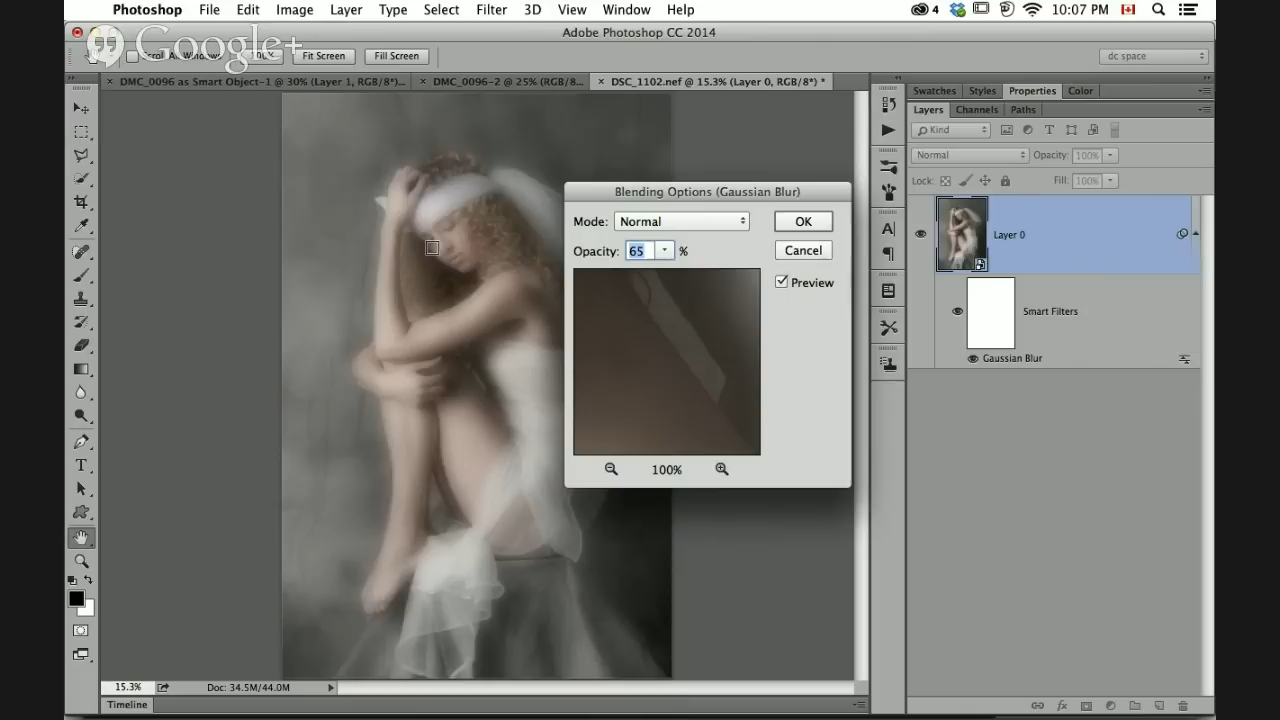 Photoshop File Edit Image Layer Type Select Filter 3D View Window Help 4 10:07 PM
Adobe Photoshop CC 2014
Google+
Scroll All Windows 100% Fit Screen Fill Screen dc space
DMC_0096 as Smart Object-1 @ 30% (Layer 1, RGB/8*)... DMC_0096-2 @ 25% (RGB/8... DSC_1102.nef @ 15.3% (Layer 0, RGB/8*) *
Swatches Styles Properties Color
Layers Channels Paths
Kind
Normal Opacity: 100%
Lock: Fill: 100%
Layer 0
Smart Filters
Gaussian Blur
Blending Options (Gaussian Blur)
Mode: Normal OK
Opacity: 65 % Cancel
Preview
100%
15.3% Doc: 34.5M/44.0M
Timeline